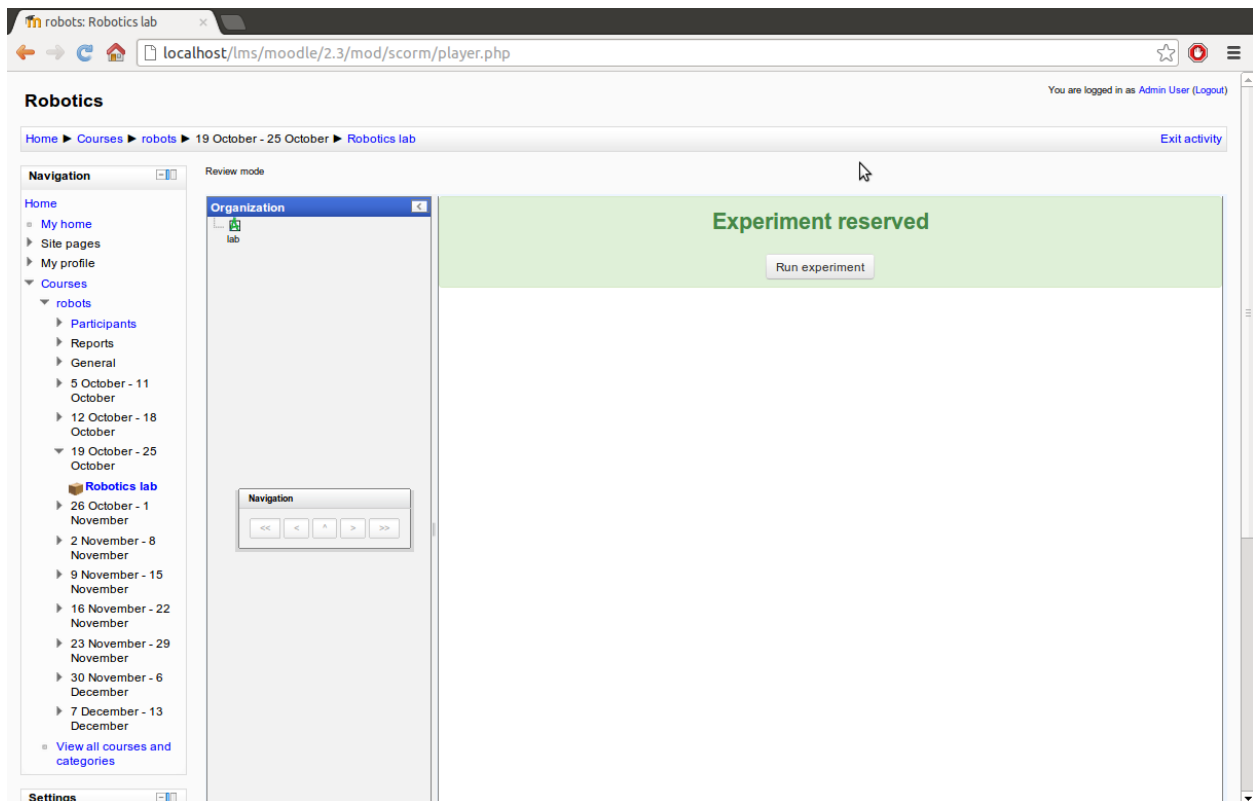 robots: Robotics lab
localhost/lms/moodle/2.3/mod/scorm/player.php
You are logged in as Admin User (Logout)
Robotics
Home ► Courses ► robots ► 19 October - 25 October ► Robotics lab
Exit activity
Navigation
Home
My home
Site pages
My profile
Courses
robots
Participants
Reports
General
5 October - 11
October
12 October - 18
October
19 October - 25
October
Robotics lab
26 October - 1
November
2 November - 8
November
9 November - 15
November
16 November - 22
November
23 November - 29
November
30 November - 6
December
7 December - 13
December
View all courses and
categories
Settings
Review mode
Organization
lab
Navigation
<< < ^ > >>
Experiment reserved
Run experiment